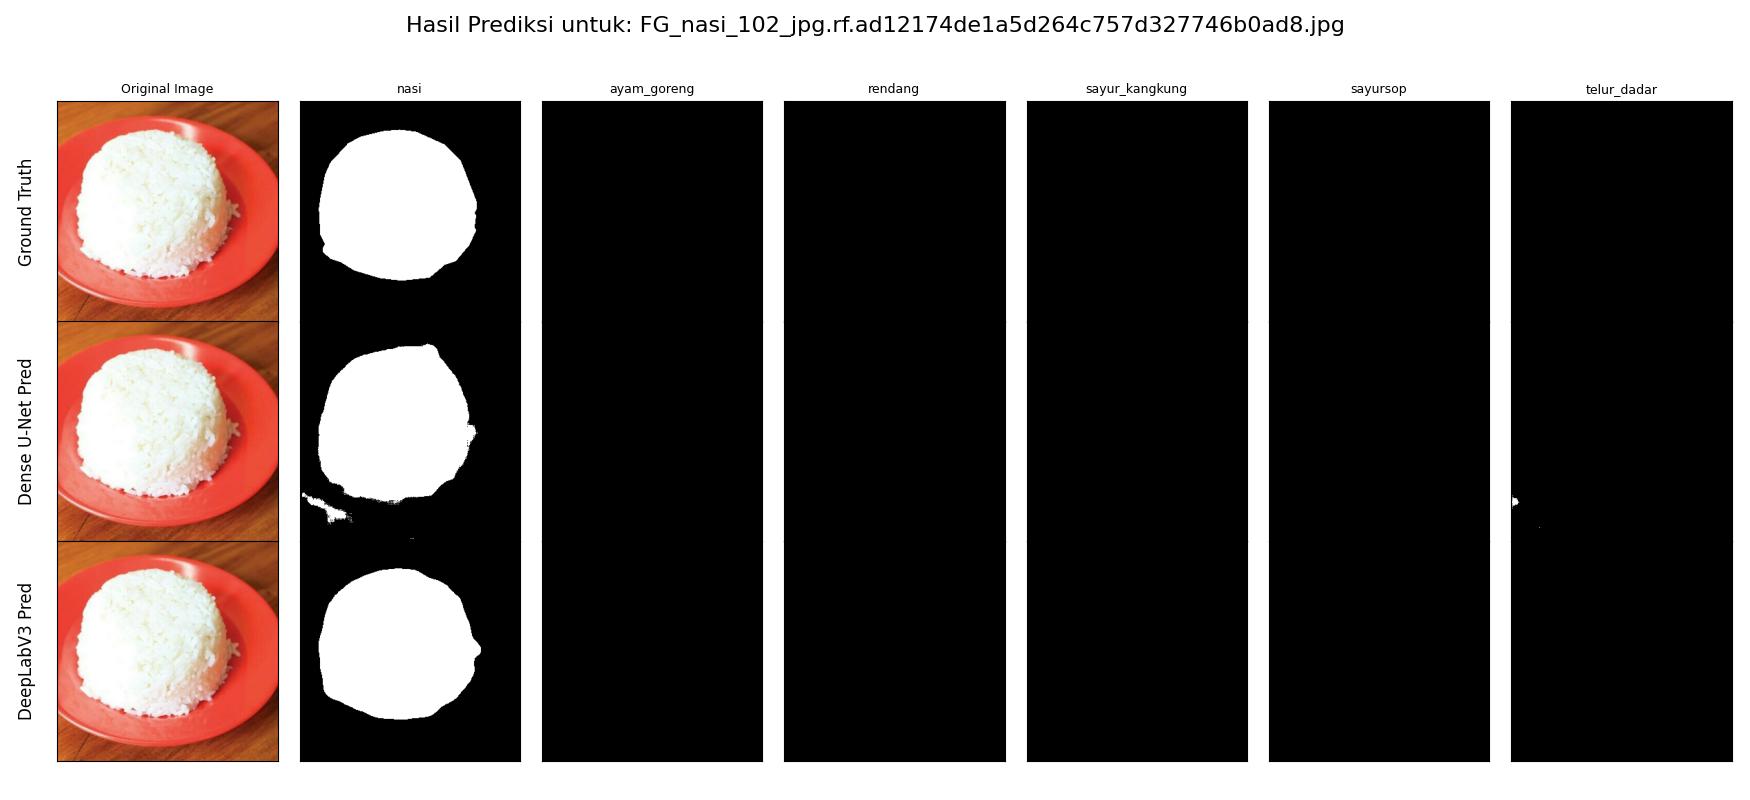 Hasil Prediksi untuk: FG_nasi_102_jpg.rf.ad12174de1a5d264c757d327746b0ad8.jpg
Original Image
nasi
ayam_goreng
rendang
sayur_kangkung
sayursop
telur_dadar
Ground Truth
Dense U-Net Pred
DeepLabV3 Pred